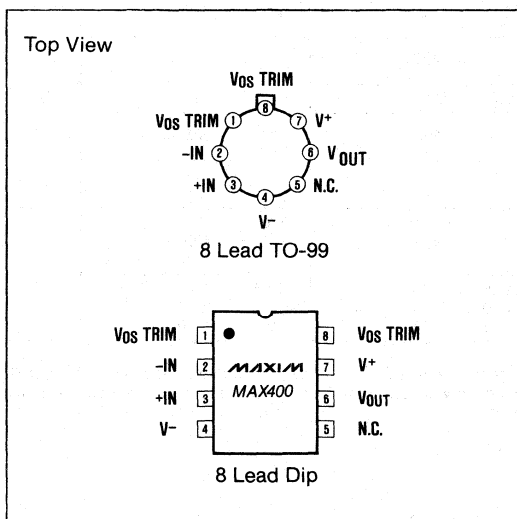 Top View
VOS TRIM
8
VOS TRIM 1 7 V+
-IN 2 6 VOUT
+IN 3 5 N.C.
4
V-
8 Lead TO-99
VOS TRIM 1 8 VOS TRIM
-IN 2 MAXIM 7 V+
+IN 3 MAX400 6 VOUT
V- 4 5 N.C.
8 Lead Dip